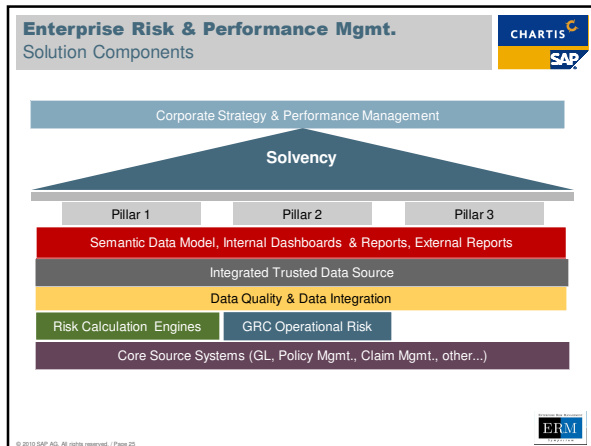 Enterprise Risk & Performance Mgmt.
Solution Components
CHARTIS
SAP
Corporate Strategy & Performance Management
Solvency
Pillar 1
Pillar 2
Pillar 3
Semantic Data Model, Internal Dashboards & Reports, External Reports
Integrated Trusted Data Source
Data Quality & Data Integration
Risk Calculation Engines
GRC Operational Risk
Core Source Systems (GL, Policy Mgmt., Claim Mgmt., other...)
© 2010 SAP AG. All rights reserved. / Page 25
ERM